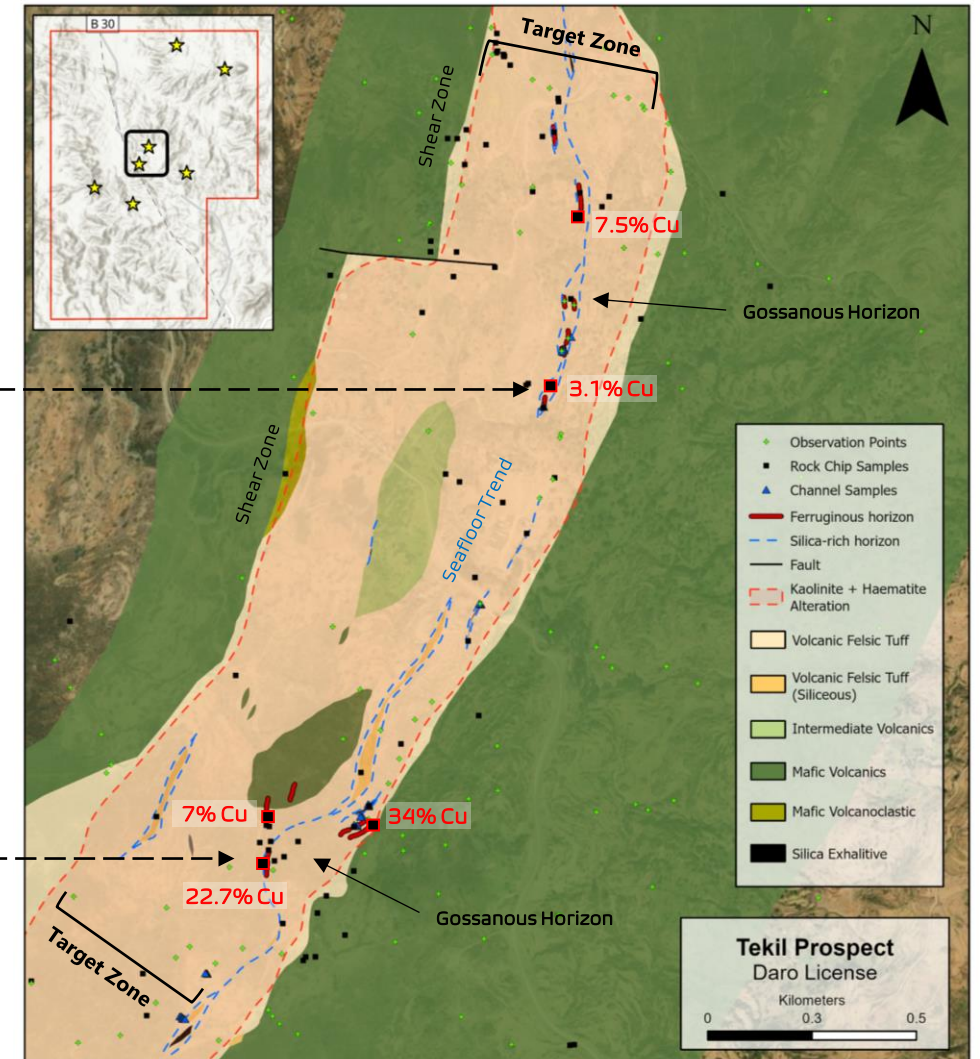 B 30
Target Zone
N
Shear Zone
7.5% Cu
Gossanous Horizon
3.1% Cu
Shear Zone
Seafloor Trend
Observation Points
Rock Chip Samples
Channel Samples
Ferruginous horizon
Silica-rich horizon
Fault
Kaolinite + Haematite
Alteration
Volcanic Felsic Tuff
Volcanic Felsic Tuff
(Siliceous)
Intermediate Volcanics
Mafic Volcanics
Mafic Volcanoclastic
Silica Exhalitive
7% Cu
34% Cu
22.7% Cu
Gossanous Horizon
Target Zone
Tekil Prospect
Daro License
Kilometers
0 0.3 0.5